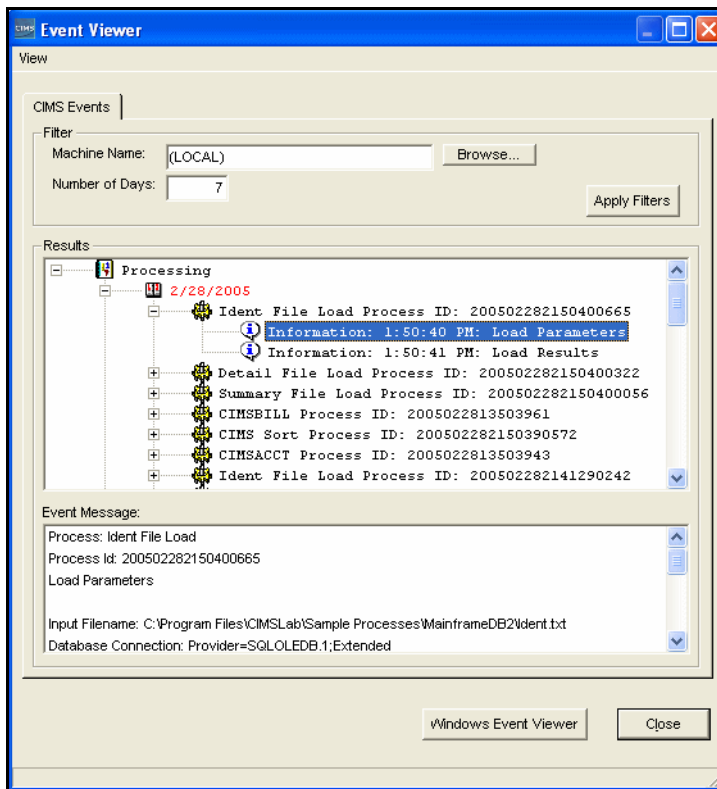 CIMS Event Viewer
View
CIMS Events
Filter
Machine Name: (LOCAL) Browse...
Number of Days: 7
Apply Filters
Results
Processing
2/28/2005
Ident File Load Process ID: 200502282150400665
Information: 1:50:40 PM: Load Parameters
Information: 1:50:41 PM: Load Results
Detail File Load Process ID: 200502282150400322
Summary File Load Process ID: 200502282150400056
CIMSBILL Process ID: 2005022813503961
CIMS Sort Process ID: 200502282150390572
CIMSACCT Process ID: 2005022813503943
Ident File Load Process ID: 200502282141290242
Event Message:
Process: Ident File Load
Process Id: 200502282150400665
Load Parameters
Input Filename: C:\Program Files\CIMSLab\Sample Processes\MainframeDB2\Ident.txt
Database Connection: Provider=SQLOLEDB.1;Extended
Windows Event Viewer Close